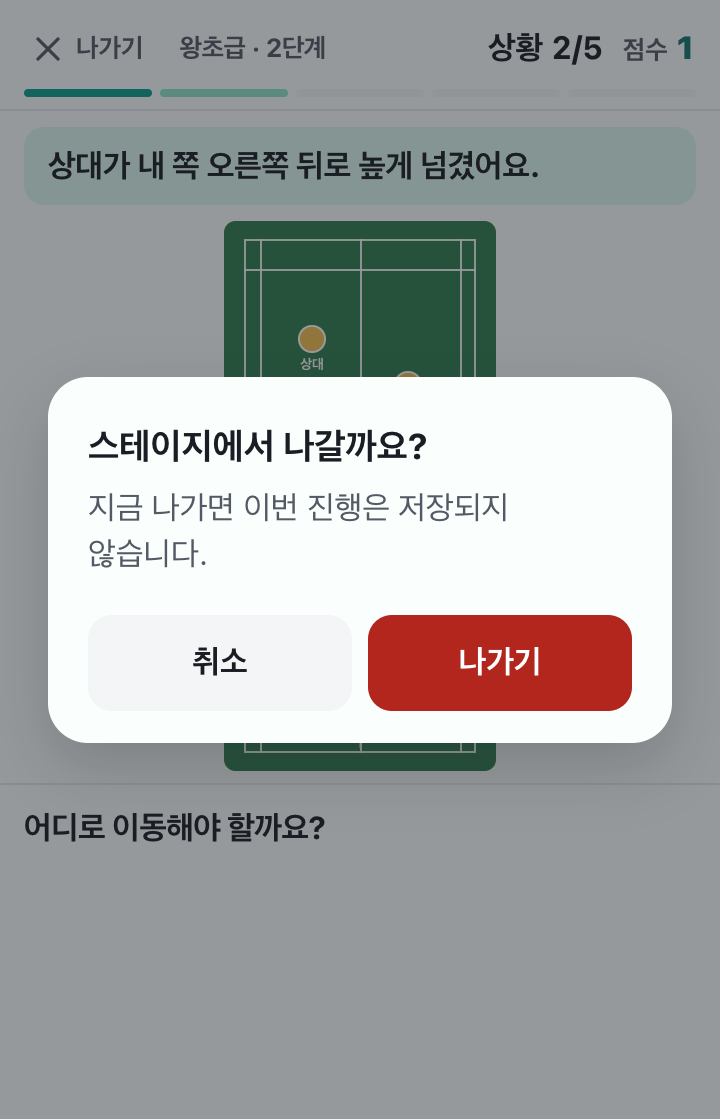 나가기 왕초급 · 2단계 상황 2/5 점수 1
상대가 내 쪽 오른쪽 뒤로 높게 넘겼어요.
상대
스테이지에서 나갈까요?
지금 나가면 이번 진행은 저장되지
않습니다.
취소 나가기
어디로 이동해야 할까요?